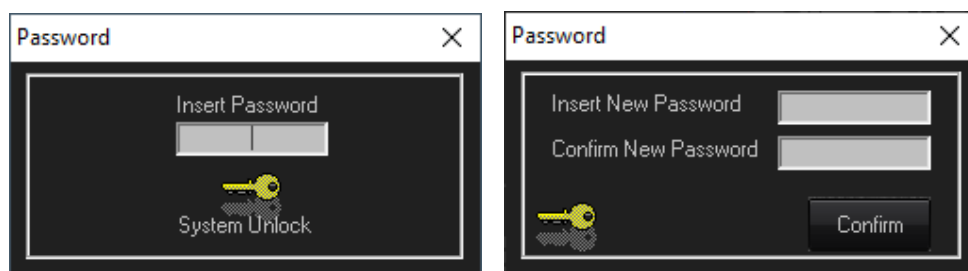 Password
Insert Password
System Unlock
Password
Insert New Password
Confirm New Password
Confirm